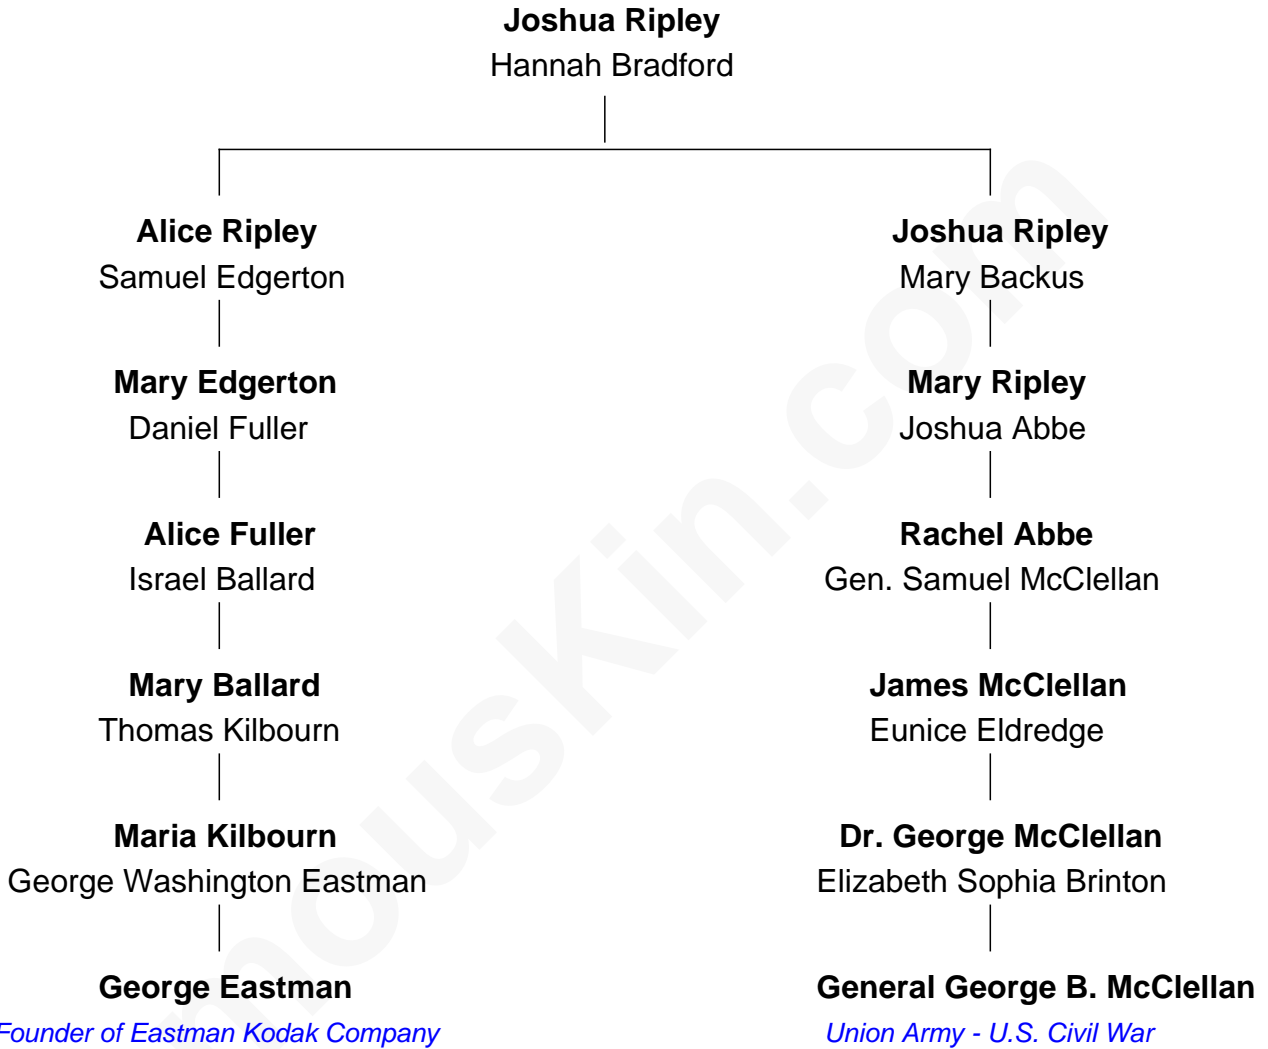 Joshua Ripley
Hannah Bradford
Alice Ripley
Samuel Edgerton
Joshua Ripley
Mary Backus
Mary Edgerton
Daniel Fuller
Mary Ripley
Joshua Abbe
Alice Fuller
Israel Ballard
Rachel Abbe
Gen. Samuel McClellan
Mary Ballard
Thomas Kilbourn
James McClellan
Eunice Eldredge
Maria Kilbourn
George Washington Eastman
Dr. George McClellan
Elizabeth Sophia Brinton
George Eastman
Founder of Eastman Kodak Company
General George B. McClellan
Union Army - U.S. Civil War
mousKin.com